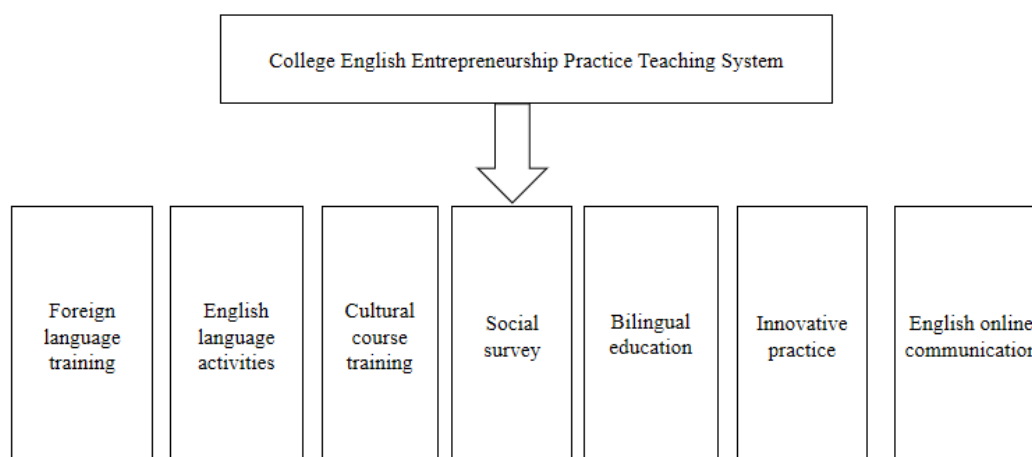 College English Entrepreneurship Practice Teaching System
Foreign
language
training
English
language
activities
Cultural
course
training
Social
survey
Bilingual
education
Innovative
practice
English online
communication